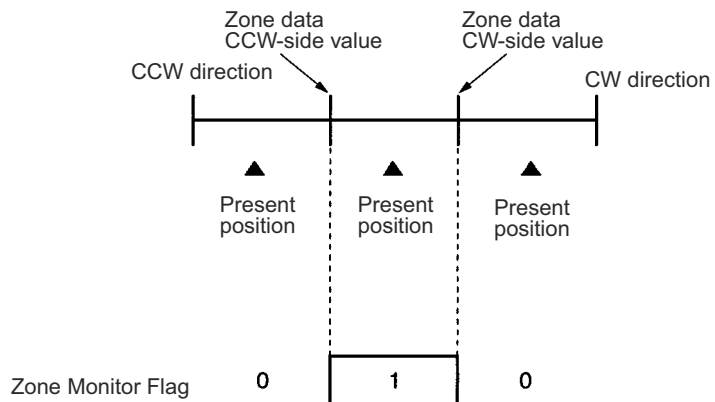 Zone data
CCW-side value
Zone data
CW-side value
CCW direction
CW direction
Present
position
Present
position
Present
position
Zone Monitor Flag 0 1 0